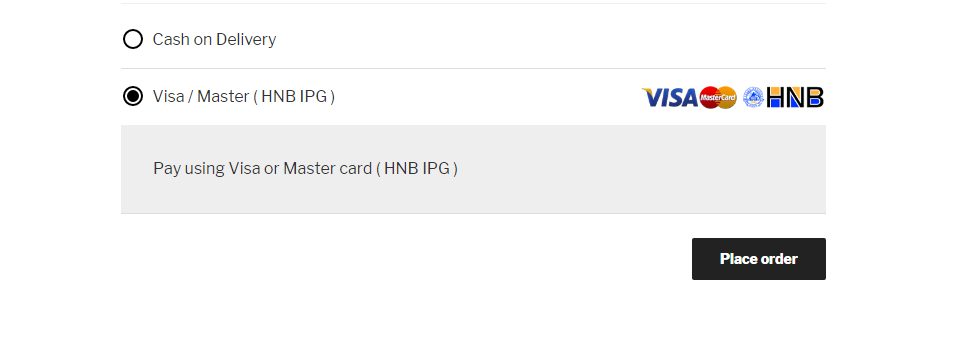 Cash on Delivery
Visa / Master ( HNB IPG )
VISA MasterCard HNB
Pay using Visa or Master card ( HNB IPG )
Place order